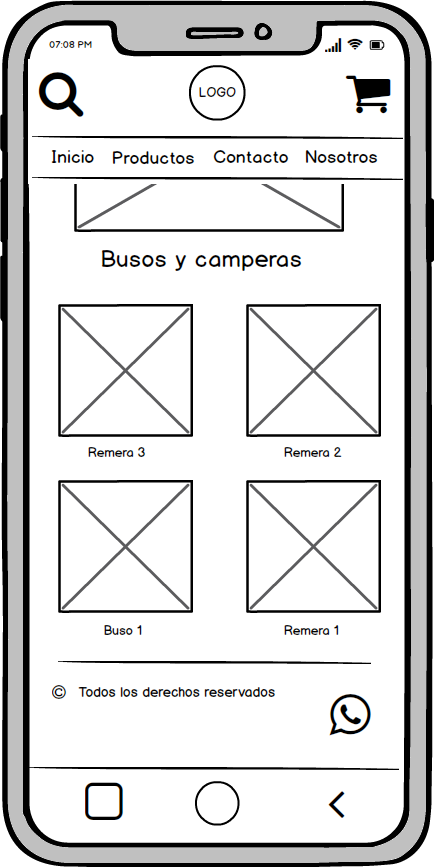 07:08 PM
LOGO
Inicio Productos Contacto Nosotros
Busos y camperas
Remera 3 Remera 2
Buso 1 Remera 1
© Todos los derechos reservados